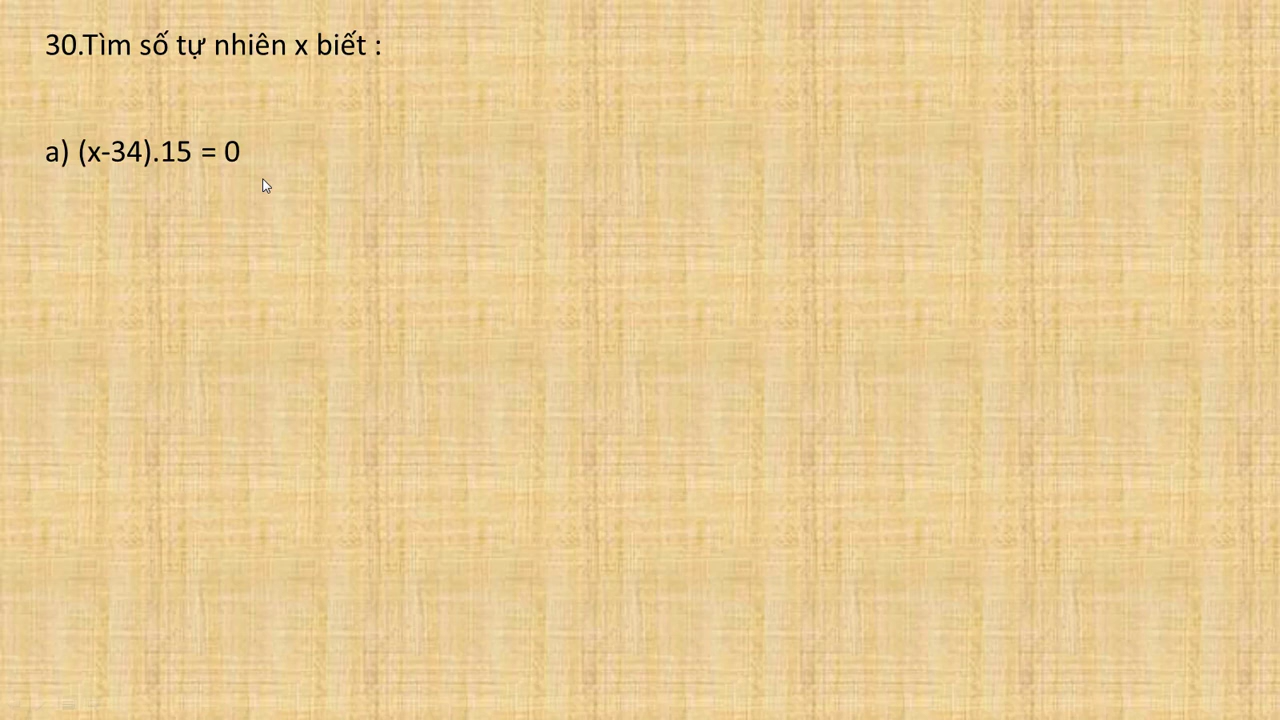 30.Tìm số tự nhiên x biết :
a) (x-34).15 = 0